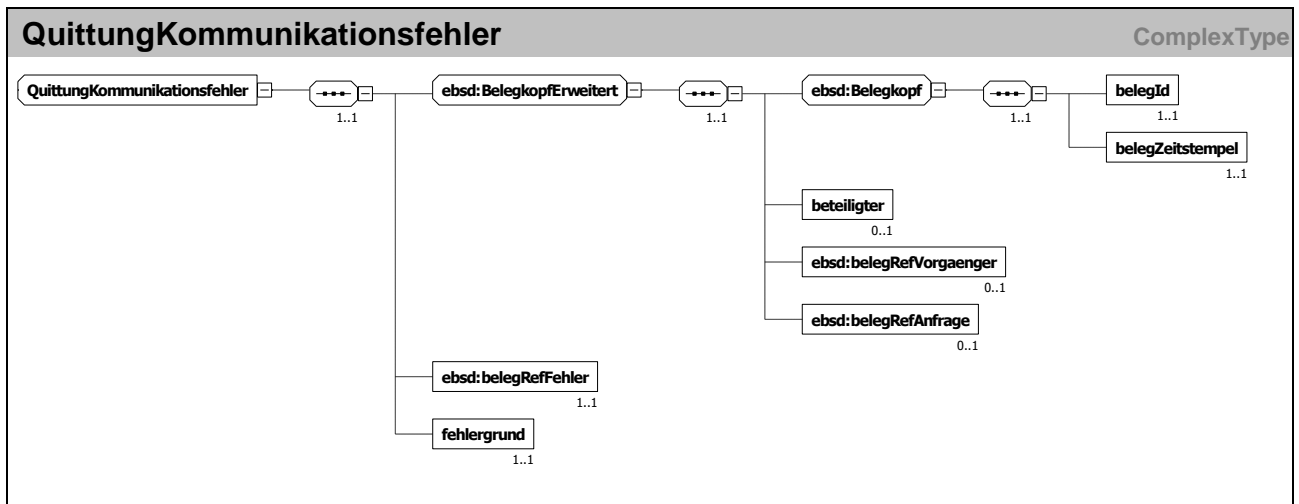 QuittungKommunikationsfehler ComplexType
QuittungKommunikationsfehler 1..1 ebsd:BelegkopfErweitert 1..1 ebsd:Belegkopf 1..1 belegId
1..1
belegZeitstempel
1..1
beteiligter
0..1
ebsd:belegRefVorgaenger
0..1
ebsd:belegRefAnfrage
0..1
ebsd:belegRefFehler
1..1
fehlergrund
1..1